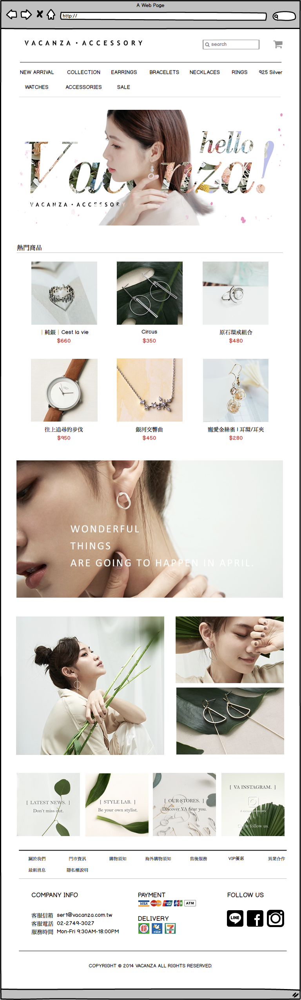 A Web Page
http://
VACANZA・ACCESSORY
search
NEW ARRIVAL COLLECTION EARRINGS BRACELETS NECKLACES RINGS 925 Silver
WATCHES ACCESSORIES SALE
hello
Vacanza!
VACANZA・ACCESSORY
熱門商品
｜純銀｜Cest la vie
$660
Circus
$350
原石環戒組合
$480
往上追尋的步伐
$950
銀河交響曲
$450
寵愛金絲雀 | 耳環/耳夾
$280
WONDERFUL
THINGS
ARE GOING TO HAPPEN IN APRIL.
[ LATEST NEWS. ]
Don't miss out.
[ STYLE LAB. ]
Be your own stylist.
[ OUR STORES. ]
Discover VA near you.
[ VA INSTAGRAM. ]
#vacanzaaccessory
Come follow us.
關於我們 門市資訊 購物須知 海外購物須知 售後服務 VIP優惠 異業合作
最新消息 隱私權說明
COMPANY INFO
客服信箱 ser1@vacanza.com.tw
客服電話 02-2749-3027
服務時間 Mon-Fri 9:30AM-18:00PM
PAYMENT
VISA MasterCard UnionPay JCB ATM
DELIVERY
7 ELEVEN
FOLLOW US
LINE
COPYRIGHT © 2014 VACANZA ALL RIGHTS RESERVED.